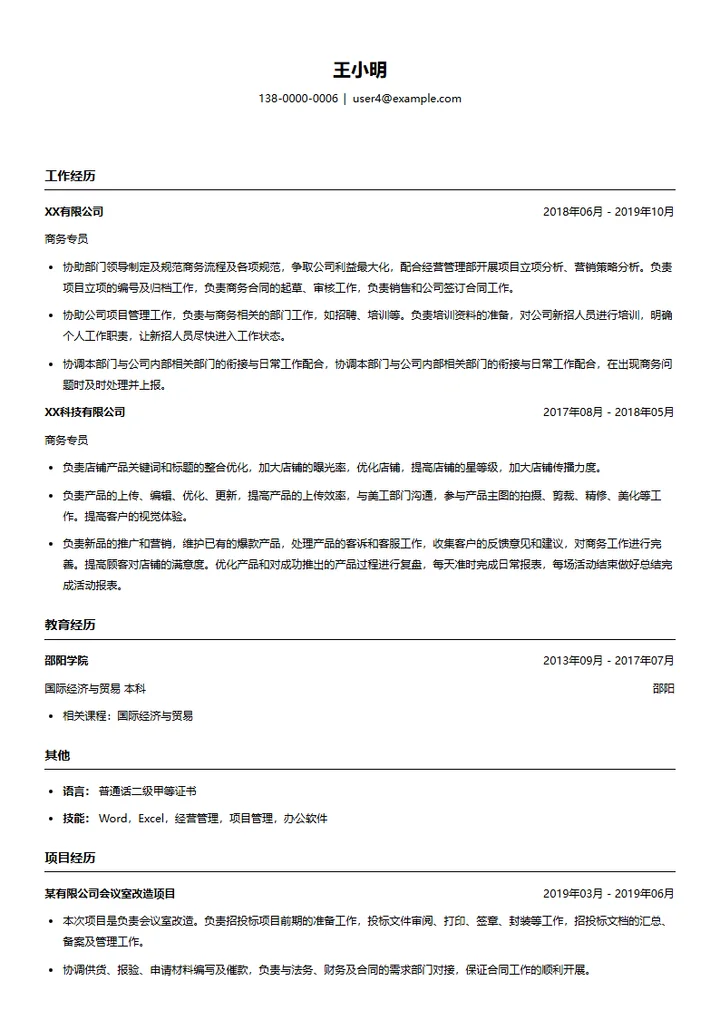 王小明
138-0000-0006 | user4@example.com
工作经历
XX有限公司 2018年06月 - 2019年10月
商务专员
• 协助部门领导制定及规范商务流程及各项规范，争取公司利益最大化，配合经营管理部开展项目立项分析、营销策略分析。负责
项目立项的编号及归档工作，负责商务合同的起草、审核工作，负责销售和公司签订合同工作。
• 协助公司项目管理工作，负责与商务相关的部门工作，如招聘、培训等。负责培训资料的准备，对公司新招人员进行培训，明确
个人工作职责，让新招人员尽快进入工作状态。
• 协调本部门与公司内部相关部门的衔接与日常工作配合，协调本部门与公司内部相关部门的衔接与日常工作配合，在出现商务问
题时及时处理并上报。
XX科技有限公司 2017年08月 - 2018年05月
商务专员
• 负责店铺产品关键词和标题的整合优化，加大店铺的曝光率，优化店铺，提高店铺的星等级，加大店铺传播力度。
• 负责产品的上传、编辑、优化、更新，提高产品的上传效率，与美工部门沟通，参与产品主图的拍摄、剪裁、精修、美化等工
作。提高客户的视觉体验。
• 负责新品的推广和营销，维护已有的爆款产品，处理产品的客诉和客服工作，收集客户的反馈意见和建议，对商务工作进行完
善。提高顾客对店铺的满意度。优化产品和对成功推出的产品过程进行复盘，每天准时完成日常报表，每场活动结束做好总结完
成活动报表。
教育经历
邵阳学院 2013年09月 - 2017年07月
国际经济与贸易 本科 邵阳
• 相关课程：国际经济与贸易
其他
• 语言： 普通话二级甲等证书
• 技能： Word，Excel，经营管理，项目管理，办公软件
项目经历
某有限公司会议室改造项目 2019年03月 - 2019年06月
• 本次项目是负责会议室改造。负责招投标项目前期的准备工作，投标文件审阅、打印、签章、封装等工作，招投标文档的汇总、
备案及管理工作。
• 协调供货、报验、申请材料编写及催款，负责与法务、财务及合同的需求部门对接，保证合同工作的顺利开展。